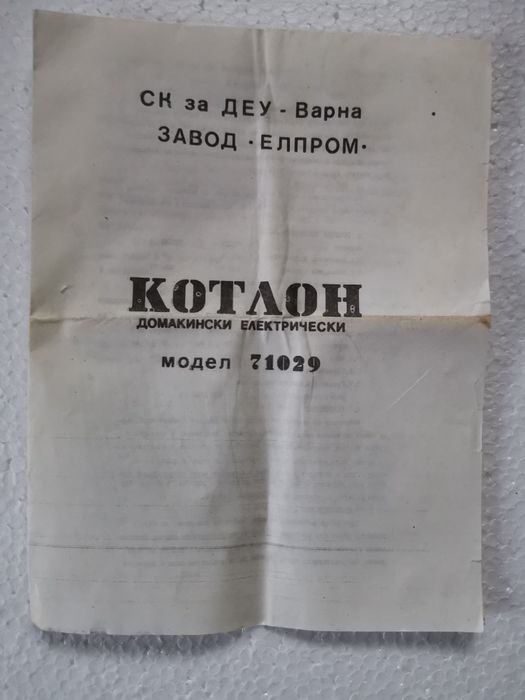 СК за ДЕУ - Варна
ЗАВОД • ЕЛПРОМ •
КОТЛОН
ДОМАКИНСКИ ЕЛЕКТРИЧЕСКИ
модел 71029